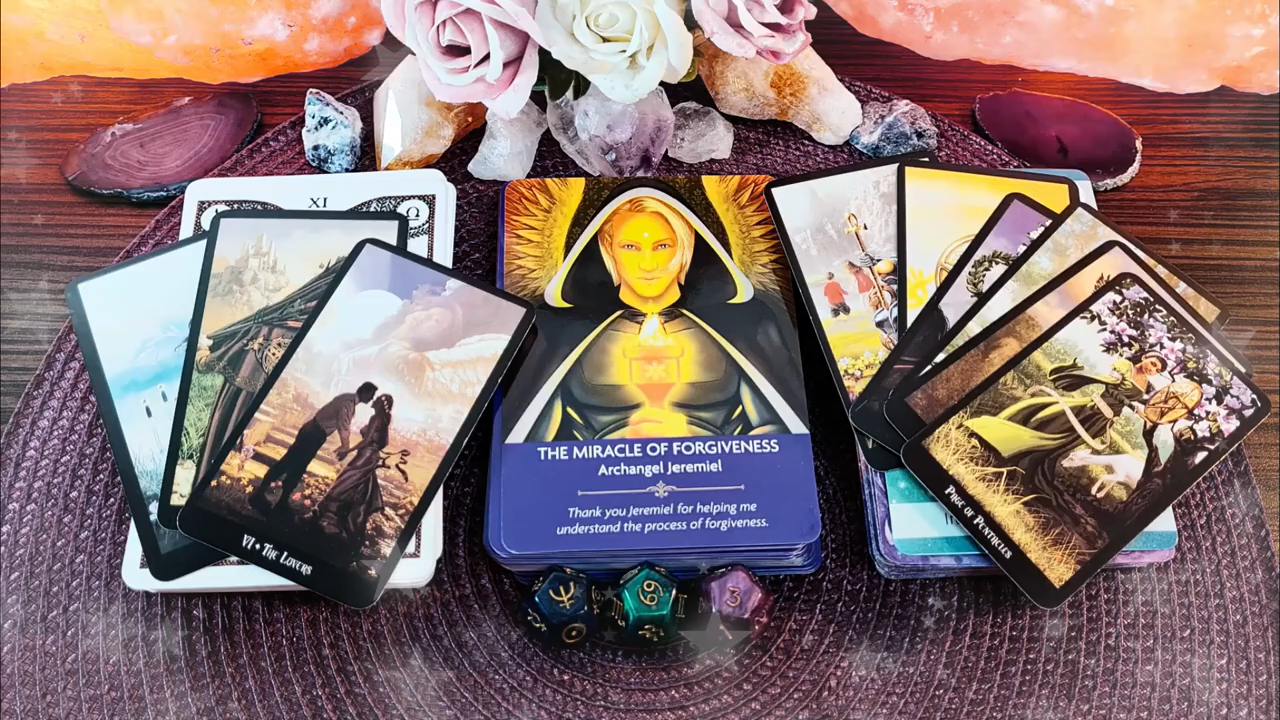 XI
VI • THE LOVERS
THE MIRACLE OF FORGIVENESS
Archangel Jeremiel
Thank you Jeremiel for helping me
understand the process of forgiveness.
PAGE OF PENTACLES
3